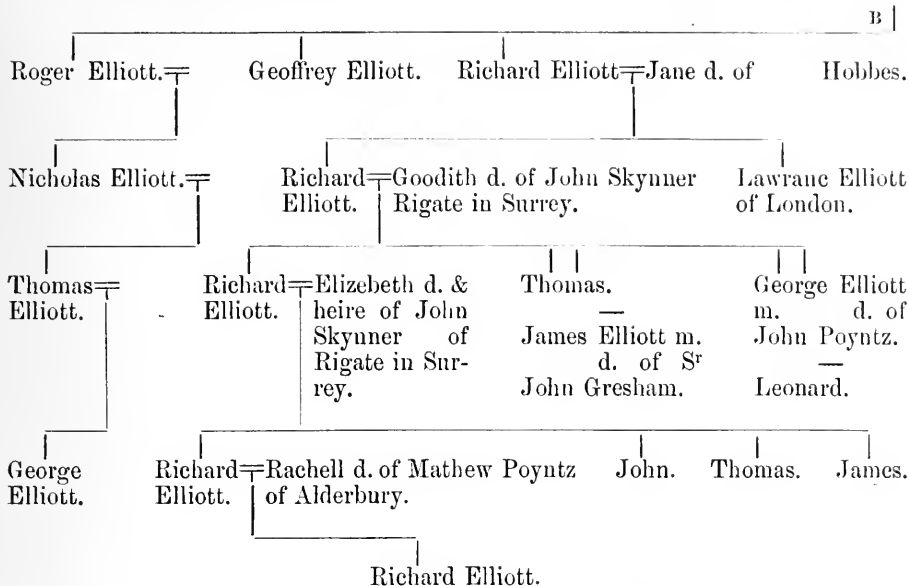 B
Roger Elliott. Geoffrey Elliott. Richard Elliott Jane d. of Hobbes.
Nicholas Elliott. Richard Elliott. Goodith d. of John Skynner Rigate in Surrey. Lawranc Elliott of London.
Thomas Elliott. Richard Elliott. Elizebeth d. & heire of John Skynner of Rigate in Sur-rey. Thomas. — James Elliott m. d. of Sr John Gresham. George Elliott m. d. of John Poyntz. — Leonard.
George Elliott. Richard Elliott. Rachell d. of Mathew Poyntz of Alderbury. John. Thomas. James.
Richard Elliott.